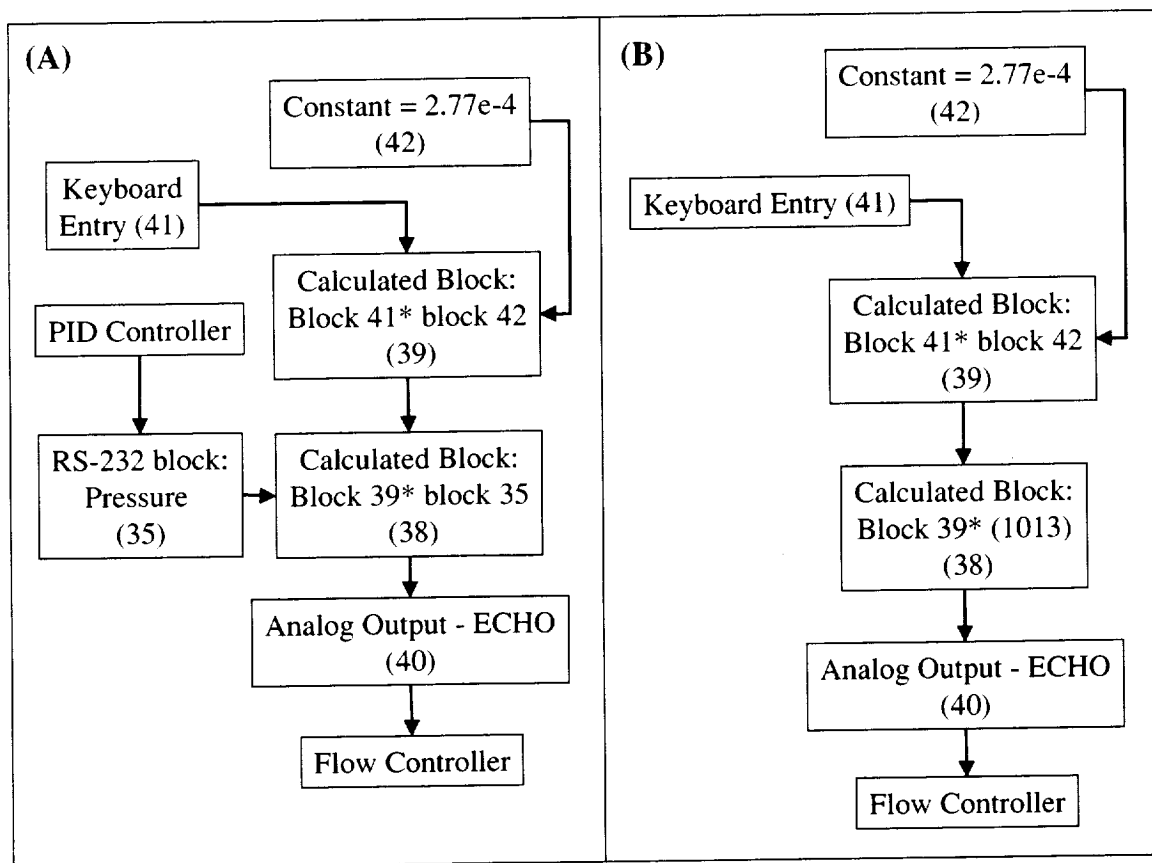 (A)
Constant = 2.77e-4
(42)
Keyboard
Entry (41)
Calculated Block:
Block 41* block 42
(39)
PID Controller
RS-232 block:
Pressure
(35)
Calculated Block:
Block 39* block 35
(38)
Analog Output - ECHO
(40)
Flow Controller
(B)
Constant = 2.77e-4
(42)
Keyboard Entry (41)
Calculated Block:
Block 41* block 42
(39)
Calculated Block:
Block 39* (1013)
(38)
Analog Output - ECHO
(40)
Flow Controller